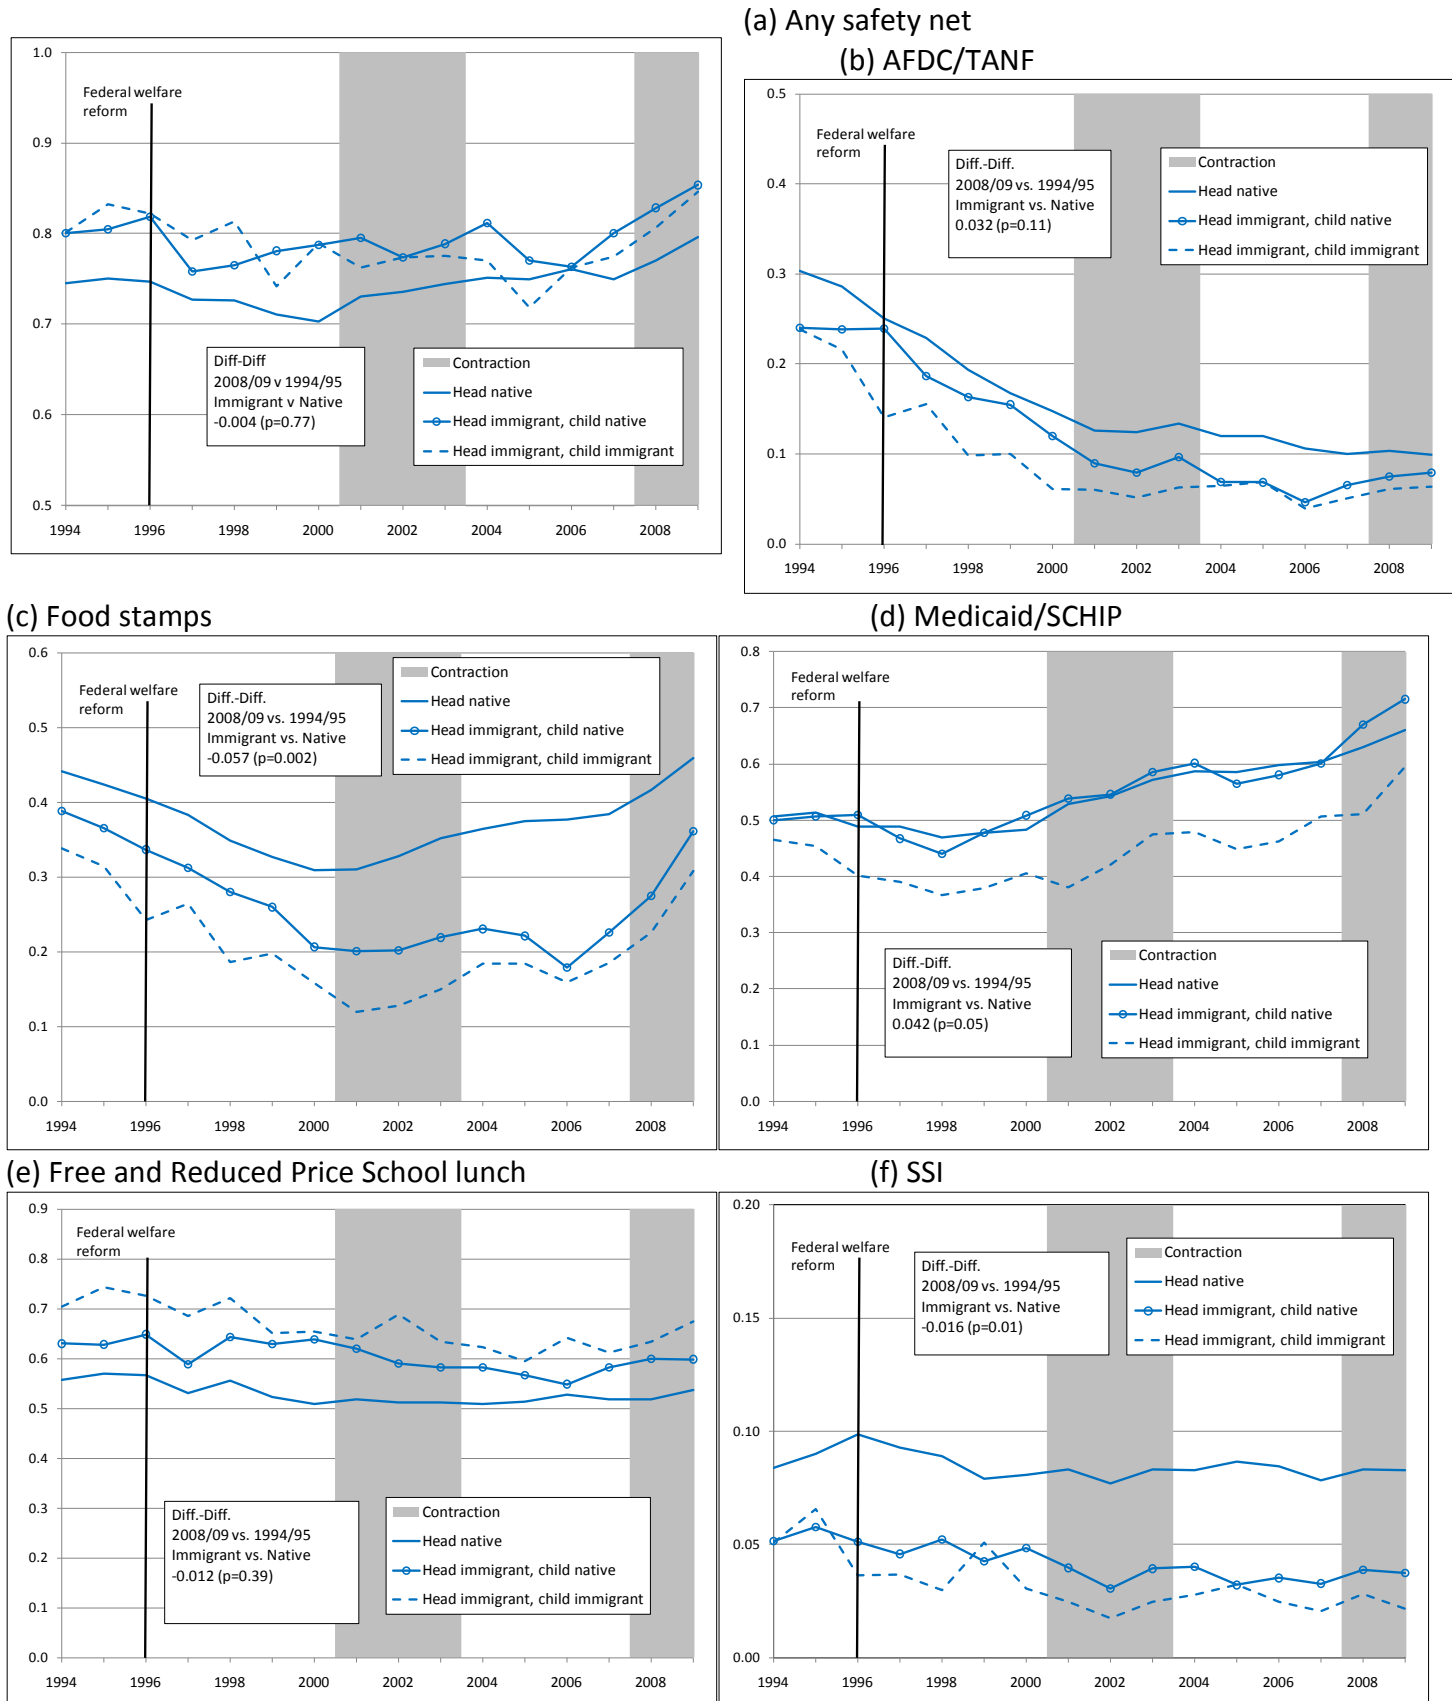 (a) Any safety net
(b) AFDC/TANF
1.0
0.9
0.8
0.7
0.6
0.5
Federal welfare
reform
Diff-Diff
2008/09 v 1994/95
Immigrant v Native
-0.004 (p=0.77)
Contraction
Head native
Head immigrant, child native
Head immigrant, child immigrant
1994 1996 1998 2000 2002 2004 2006 2008
0.5
0.4
0.3
0.2
0.1
0.0
Federal welfare
reform
Diff.-Diff.
2008/09 vs. 1994/95
Immigrant vs. Native
0.032 (p=0.11)
Contraction
Head native
Head immigrant, child native
Head immigrant, child immigrant
1994 1996 1998 2000 2002 2004 2006 2008
(c) Food stamps
0.6
0.5
0.4
0.3
0.2
0.1
0.0
Federal welfare
reform
Diff.-Diff.
2008/09 vs. 1994/95
Immigrant vs. Native
-0.057 (p=0.002)
Contraction
Head native
Head immigrant, child native
Head immigrant, child immigrant
1994 1996 1998 2000 2002 2004 2006 2008
(d) Medicaid/SCHIP
0.8
0.7
0.6
0.5
0.4
0.3
0.2
0.1
0.0
Federal welfare
reform
Diff.-Diff.
2008/09 vs. 1994/95
Immigrant vs. Native
0.042 (p=0.05)
Contraction
Head native
Head immigrant, child native
Head immigrant, child immigrant
1994 1996 1998 2000 2002 2004 2006 2008
(e) Free and Reduced Price School lunch
0.9
0.8
0.7
0.6
0.5
0.4
0.3
0.2
0.1
0.0
Federal welfare
reform
Diff.-Diff.
2008/09 vs. 1994/95
Immigrant vs. Native
-0.012 (p=0.39)
Contraction
Head native
Head immigrant, child native
Head immigrant, child immigrant
1994 1996 1998 2000 2002 2004 2006 2008
(f) SSI
0.20
0.15
0.10
0.05
0.00
Federal welfare
reform
Diff.-Diff.
2008/09 vs. 1994/95
Immigrant vs. Native
-0.016 (p=0.01)
Contraction
Head native
Head immigrant, child native
Head immigrant, child immigrant
1994 1996 1998 2000 2002 2004 2006 2008